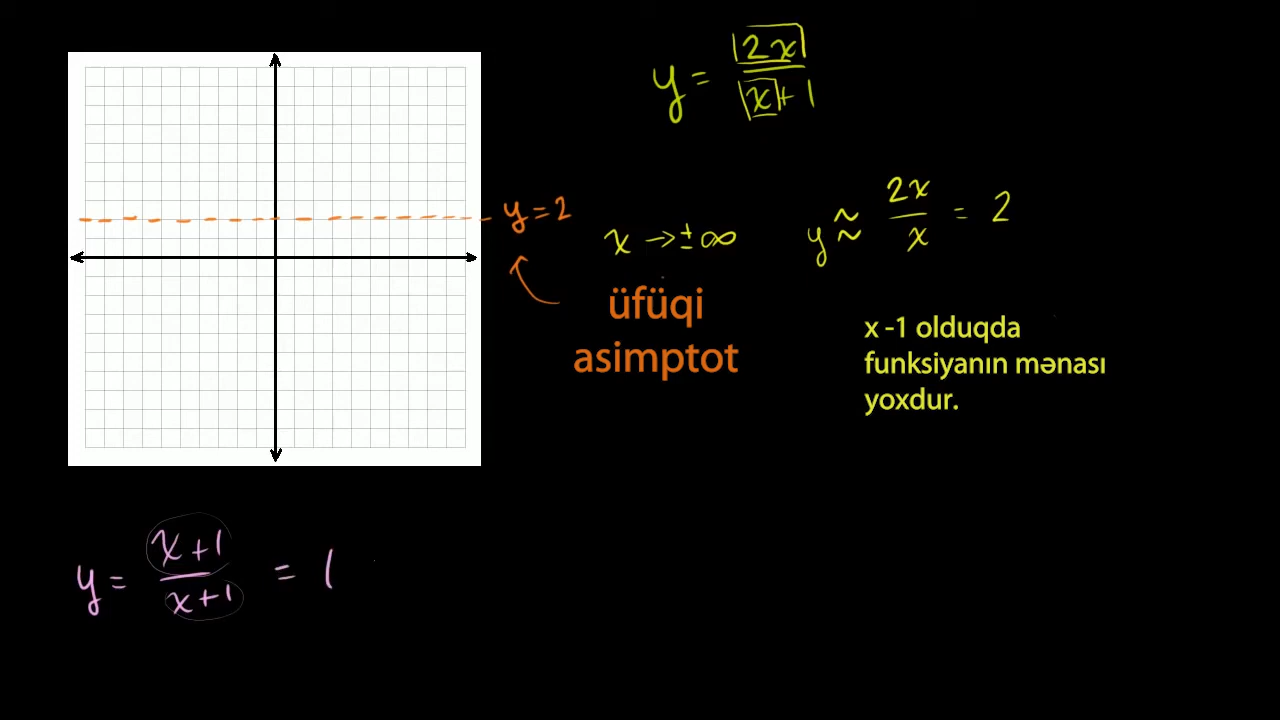 y = 2x / x + 1
y = 2
x → ±∞
y ≈ 2x / x = 2
üfüqi
asimptot
x -1 olduqda
funksiyanın mənası
yoxdur.
y = x + 1 / x + 1 = 1